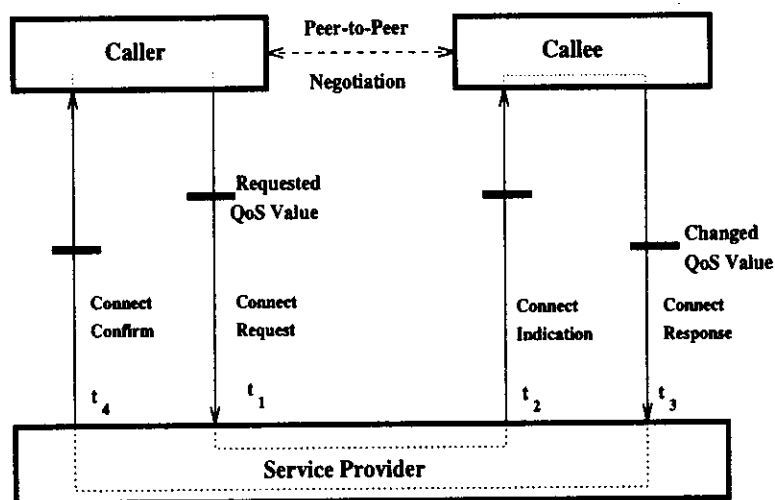 Peer-to-Peer
Caller
Callee
Negotiation
Requested
QoS Value
Changed
QoS Value
Connect
Confirm
Connect
Request
Connect
Indication
Connect
Response
t4
t1
t2
t3
Service Provider